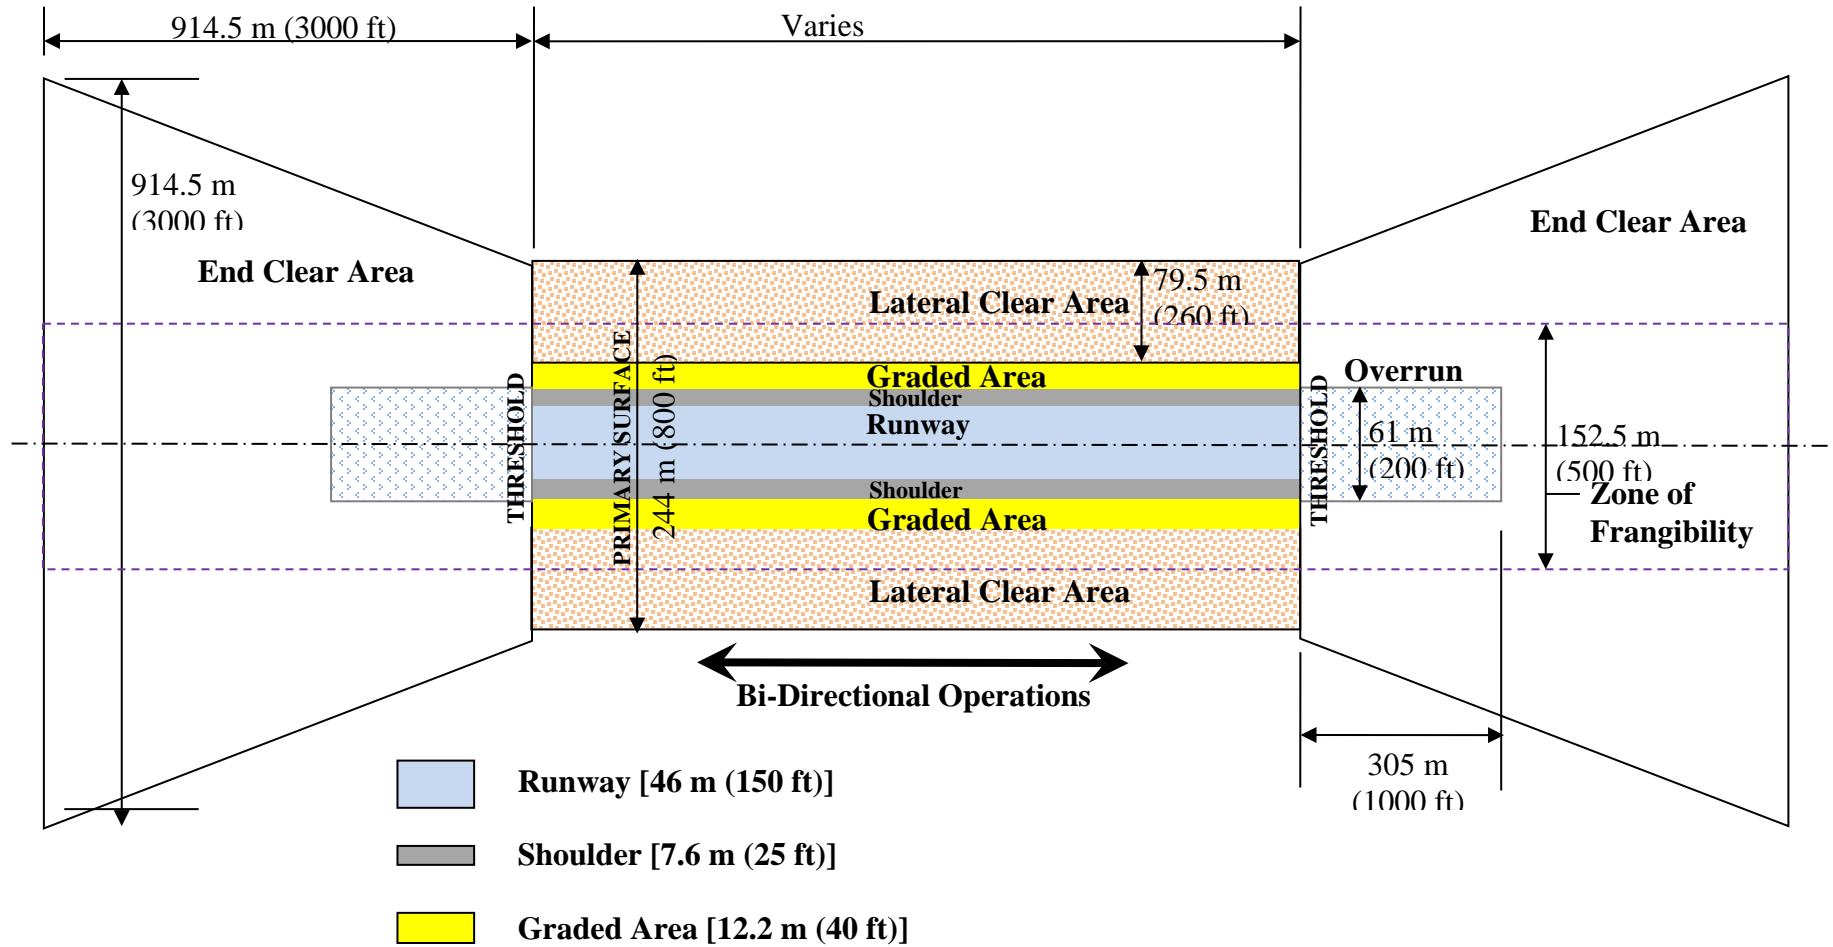 914.5 m (3000 ft)
Varies
914.5 m
(3000 ft)
End Clear Area
End Clear Area
79.5 m
(260 ft)
Lateral Clear Area
PRIMARY SURFACE
244 m (800 ft)
THRESHOLD
THRESHOLD
Graded Area
Shoulder
Runway
Shoulder
Graded Area
Lateral Clear Area
Overrun
61 m
(200 ft)
152.5 m
(500 ft)
Zone of
Frangibility
Bi-Directional Operations
305 m
(1000 ft)
Runway [46 m (150 ft)]
Shoulder [7.6 m (25 ft)]
Graded Area [12.2 m (40 ft)]